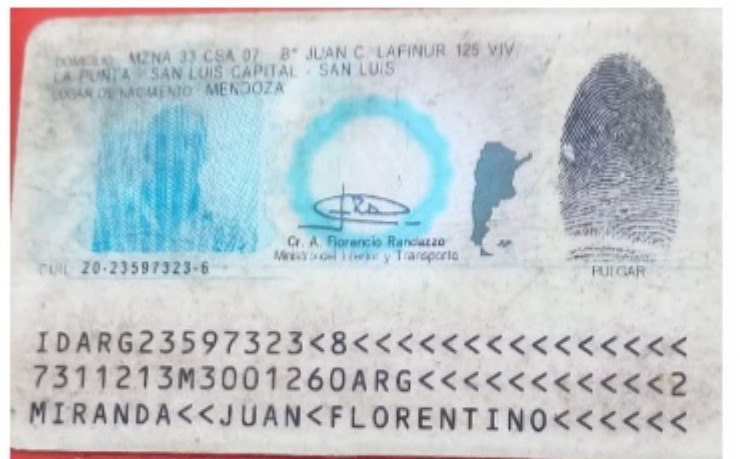 DOMICILIO MZNA 33 CSA 07 B° JUAN C. LAFINUR 125 VIV
LA PUNTA - SAN LUIS CAPITAL - SAN LUIS
LUGAR DE NACIMIENTO MENDOZA
Cr. A. Florencio Randazzo
Ministro del Interior y Transporte
CUIL 20-23597323-6
PULGAR
IDARG23597323<8<<<<<<<<<<<<<<<
7311213M3001260ARG<<<<<<<<<<<2
MIRANDA<<JUAN<FLORENTINO<<<<<<